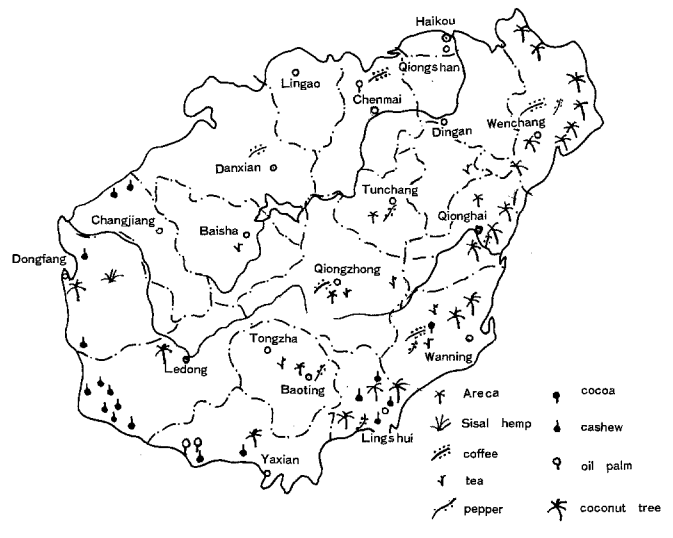 Haikou
Qiongshan
Lingao
Chenmai
Wenchang
Dingan
Danxian
Tunchang
Changjiang
Baisha
Qionghai
Dongfang
Qiongzhong
Tongzha
Wanning
Ledong
Baoting
Lingshui
Yaxian
Areca
Sisal hemp
coffee
tea
pepper
cocoa
cashew
oil palm
coconut tree